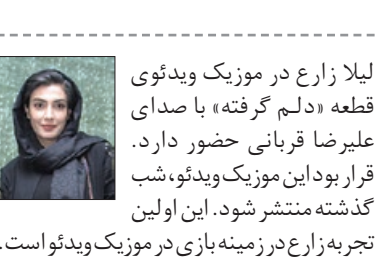 لیلا زارع در موزیک ویدئوی
قطعه «دلم گرفته» با صدای
علیرضا قربانی حضور دارد.
قرار بود این موزیک ویدئو، شب
گذشته منتشر شود. این اولین
تجربه زارع در زمینه بازی در موزیک ویدئو است.